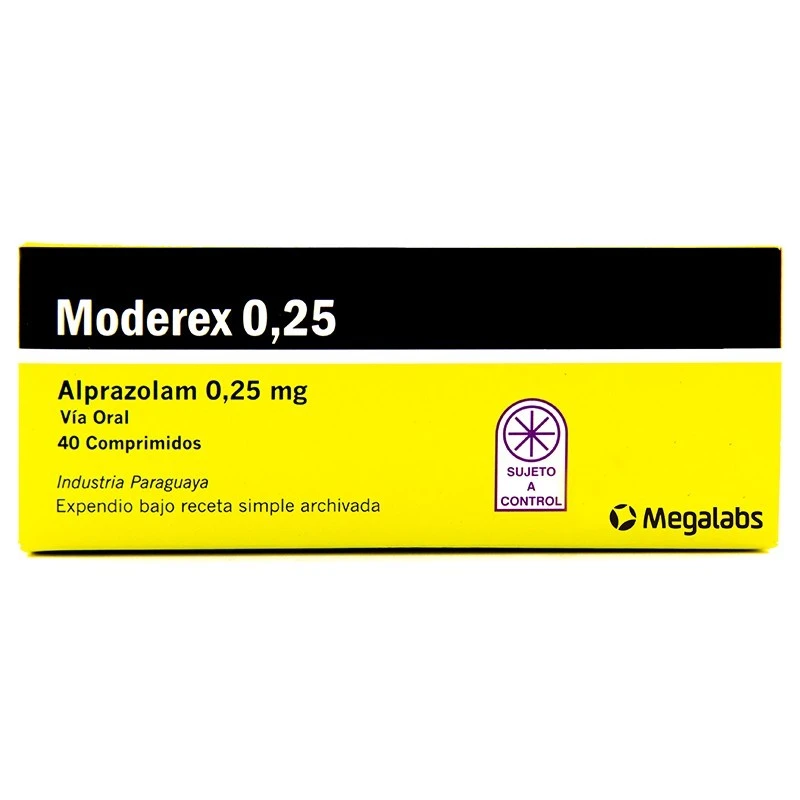 Moderex 0,25
Alprazolam 0,25 mg
Vía Oral
40 Comprimidos
Industria Paraguaya
Expendio bajo receta simple archivada
SUJETO
A
CONTROL
Megalabs